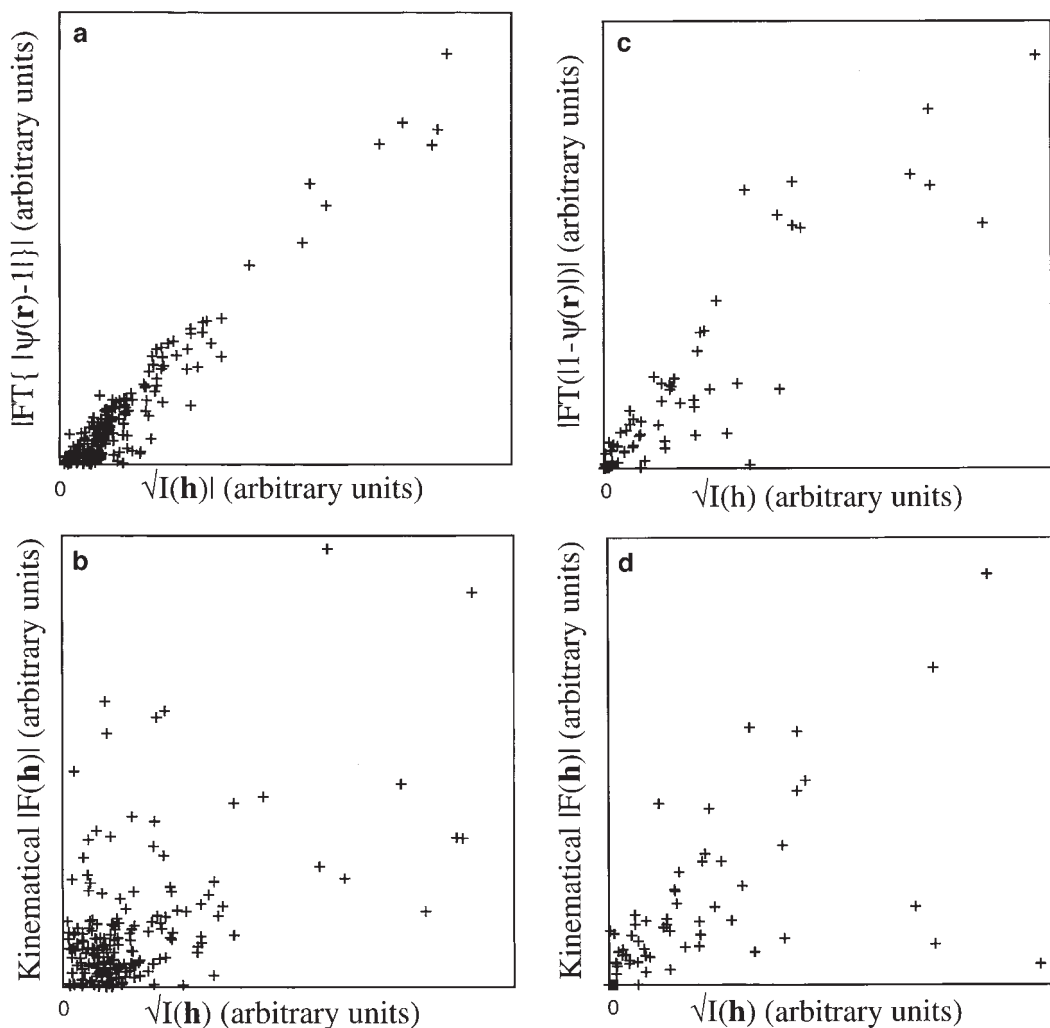 a
|FT{ |ψ(r)-1|}| (arbitrary units)
0
√I(h)| (arbitrary units)
c
|FT(|1-ψ(r)|)| (arbitrary units)
0
√I(h) (arbitrary units)
b
Kinematical |F(h)| (arbitrary units)
0
√I(h) (arbitrary units)
d
Kinematical |F(h)| (arbitrary units)
0
√I(h) (arbitrary units)